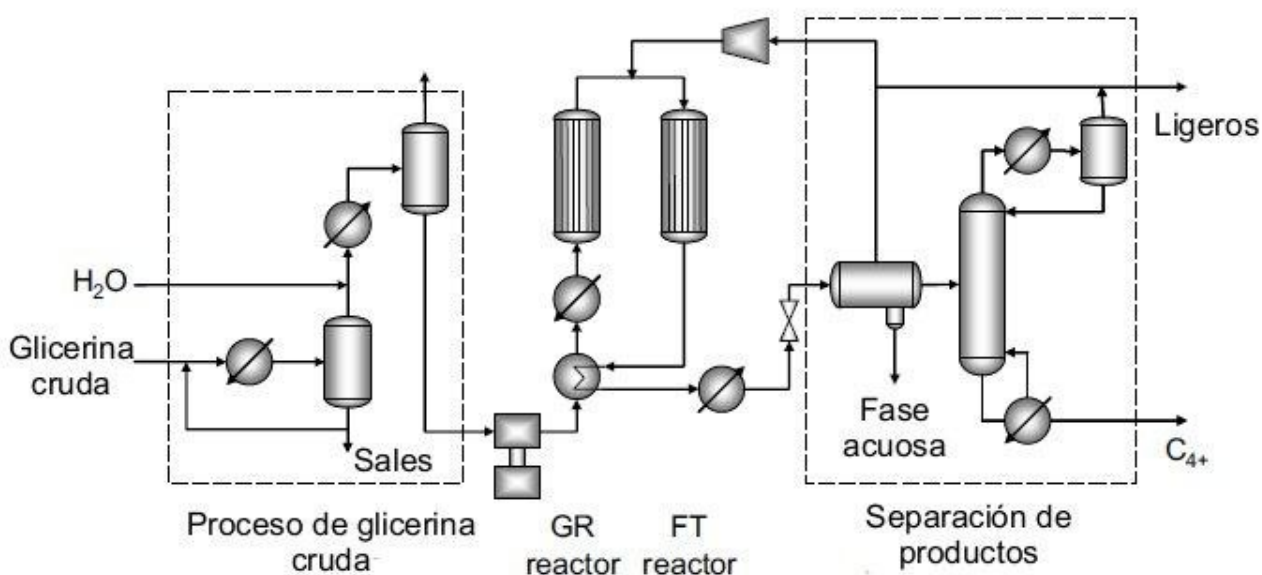 Ligeros
H₂O
Glicerina
cruda
Sales
Fase
acuosa
C₄₊
Proceso de glicerina
cruda
GR
reactor
FT
reactor
Separación de
productos